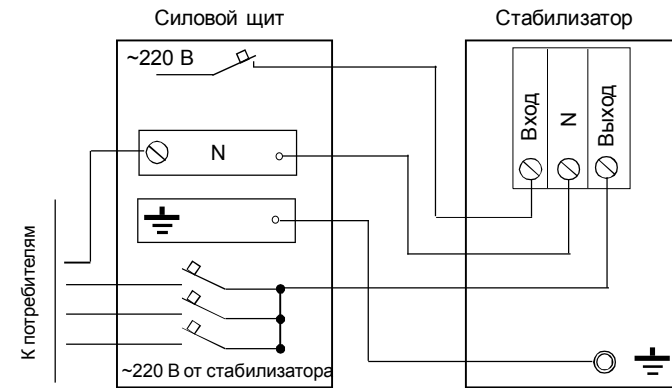 Силовой щит
Стабилизатор
~220 В
Вход
N
Выход
N
К потребителям
~220 В от стабилизатора